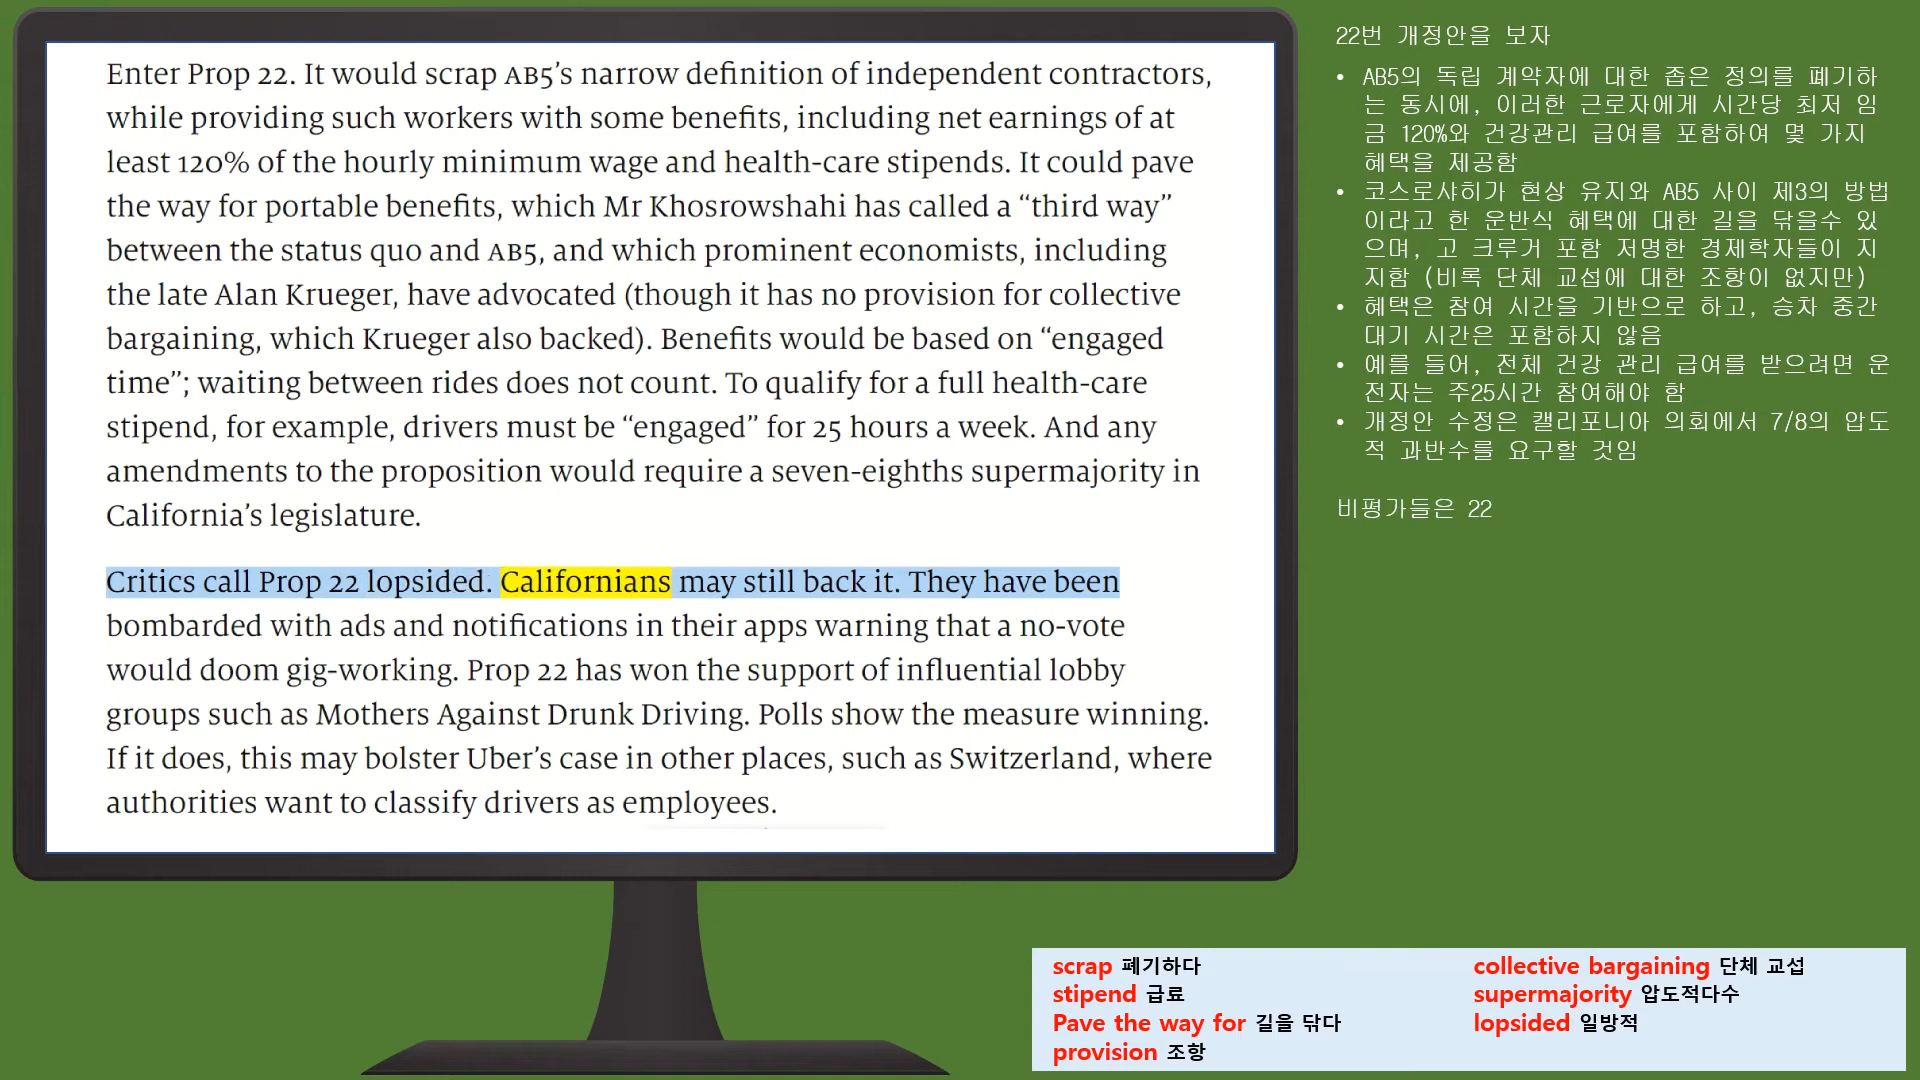 Enter Prop 22. It would scrap AB5’s narrow definition of independent contractors,
while providing such workers with some benefits, including net earnings of at
least 120% of the hourly minimum wage and health-care stipends. It could pave
the way for portable benefits, which Mr Khosrowshahi has called a “third way”
between the status quo and AB5, and which prominent economists, including
the late Alan Krueger, have advocated (though it has no provision for collective
bargaining, which Krueger also backed). Benefits would be based on “engaged
time”; waiting between rides does not count. To qualify for a full health-care
stipend, for example, drivers must be “engaged” for 25 hours a week. And any
amendments to the proposition would require a seven-eighths supermajority in
California’s legislature.
Critics call Prop 22 lopsided. Californians may still back it. They have been
bombarded with ads and notifications in their apps warning that a no-vote
would doom gig-working. Prop 22 has won the support of influential lobby
groups such as Mothers Against Drunk Driving. Polls show the measure winning.
If it does, this may bolster Uber’s case in other places, such as Switzerland, where
authorities want to classify drivers as employees.
22번 개정안을 보자
• AB5의 독립 계약자에 대한 좁은 정의를 폐기하
는 동시에, 이러한 근로자에게 시간당 최저 임
금 120%와 건강관리 급여를 포함하여 몇 가지
혜택을 제공함
• 코스로샤히가 현상 유지와 AB5 사이 제3의 방법
이라고 한 운반식 혜택에 대한 길을 닦을수 있
으며, 고 크루거 포함 저명한 경제학자들이 지
지함 (비록 단체 교섭에 대한 조항이 없지만)
• 혜택은 참여 시간을 기반으로 하고, 승차 중간
대기 시간은 포함하지 않음
• 예를 들어, 전체 건강 관리 급여를 받으려면 운
전자는 주25시간 참여해야 함
• 개정안 수정은 캘리포니아 의회에서 7/8의 압도
적 과반수를 요구할 것임
비평가들은 22
scrap 폐기하다
stipend 급료
Pave the way for 길을 닦다
provision 조항
collective bargaining 단체 교섭
supermajority 압도적다수
lopsided 일방적